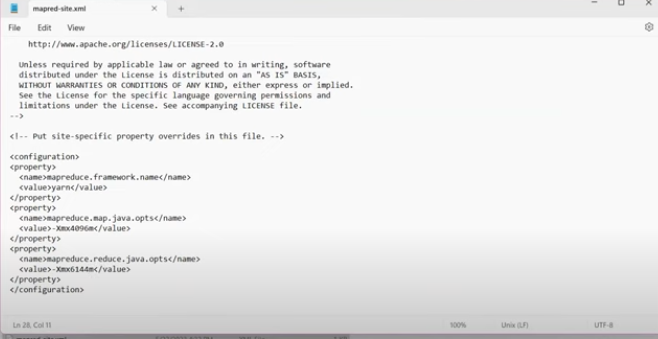 mapred-site.xml
File Edit View
http://www.apache.org/licenses/LICENSE-2.0
Unless required by applicable law or agreed to in writing, software
distributed under the License is distributed on an "AS IS" BASIS,
WITHOUT WARRANTIES OR CONDITIONS OF ANY KIND, either express or implied.
See the License for the specific language governing permissions and
limitations under the License. See accompanying LICENSE file.
-->
<!-- Put site-specific property overrides in this file. -->
<configuration>
<property>
<name>mapreduce.framework.name</name>
<value>yarn</value>
</property>
<property>
<name>mapreduce.map.java.opts</name>
<value>-Xmx4096m</value>
</property>
<property>
<name>mapreduce.reduce.java.opts</name>
<value>-Xmx6144m</value>
</property>
</configuration>
Ln 28, Col 11 100% Unix (LF) UTF-8